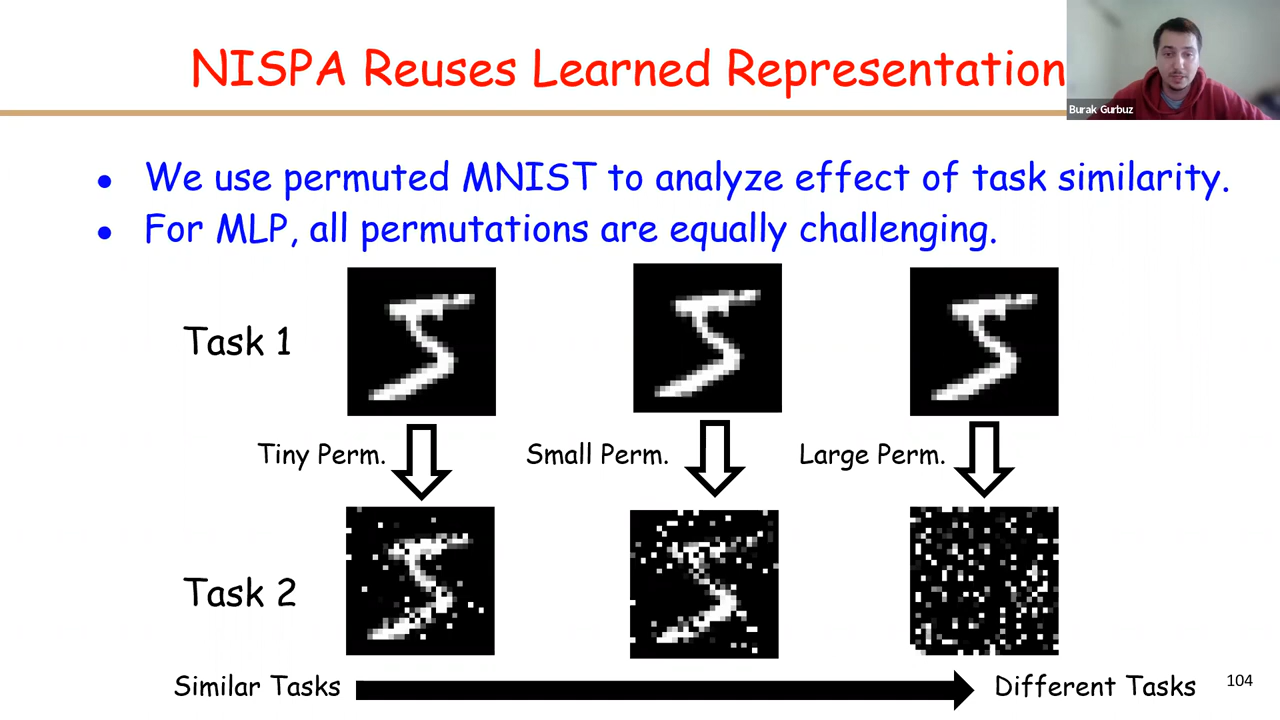 NISPA Reuses Learned Representation
Burak Gurbuz
• We use permuted MNIST to analyze effect of task similarity.
• For MLP, all permutations are equally challenging.
Task 1
Tiny Perm.
Small Perm.
Large Perm.
Task 2
Similar Tasks
Different Tasks
104